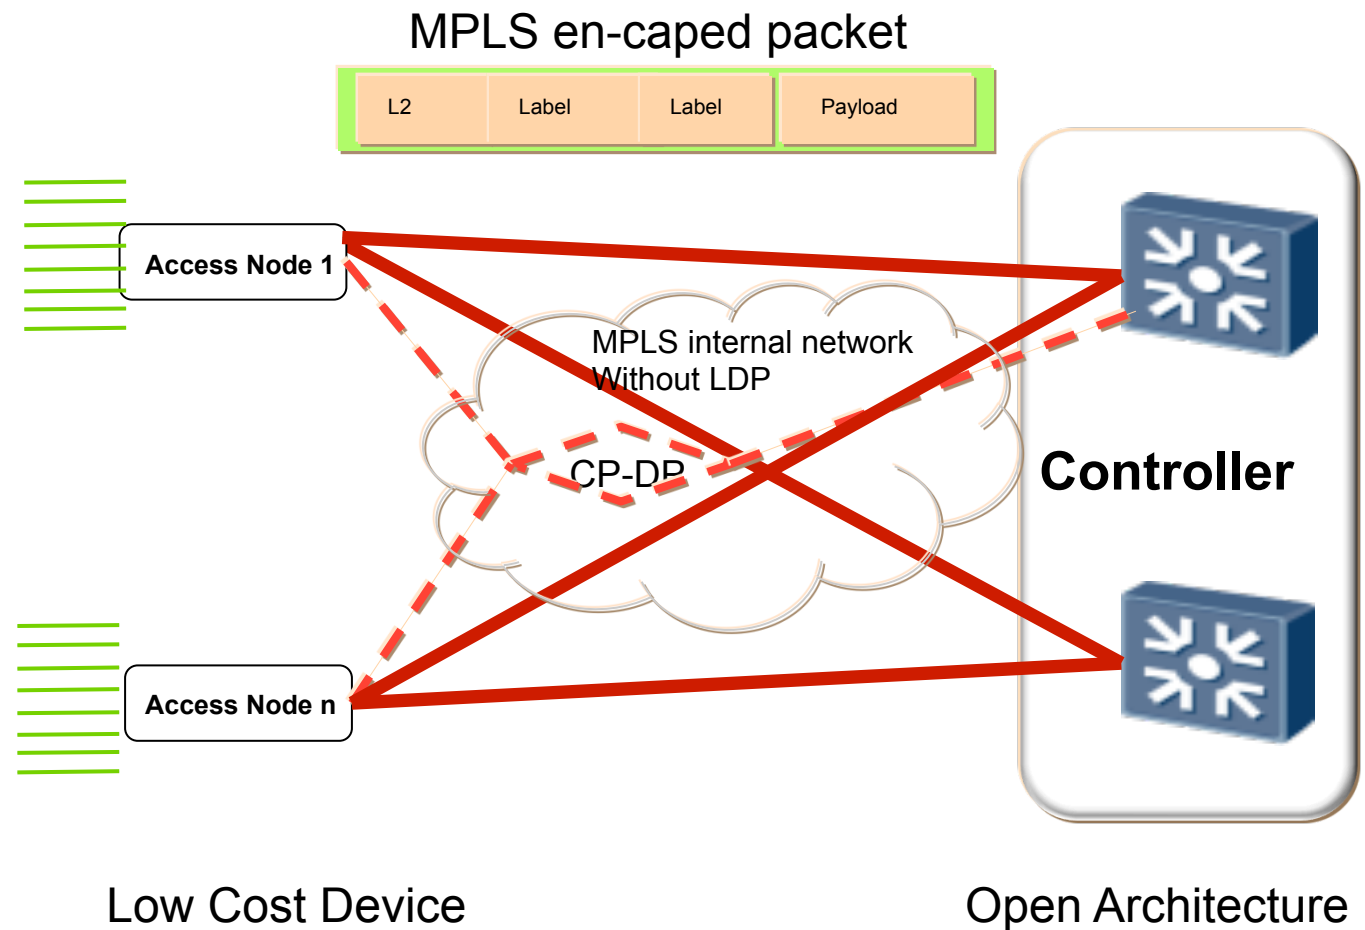 MPLS en-caped packet
L2 Label Label Payload
Access Node 1
MPLS internal network
Without LDP
CP-DP
Controller
Access Node n
Low Cost Device
Open Architecture